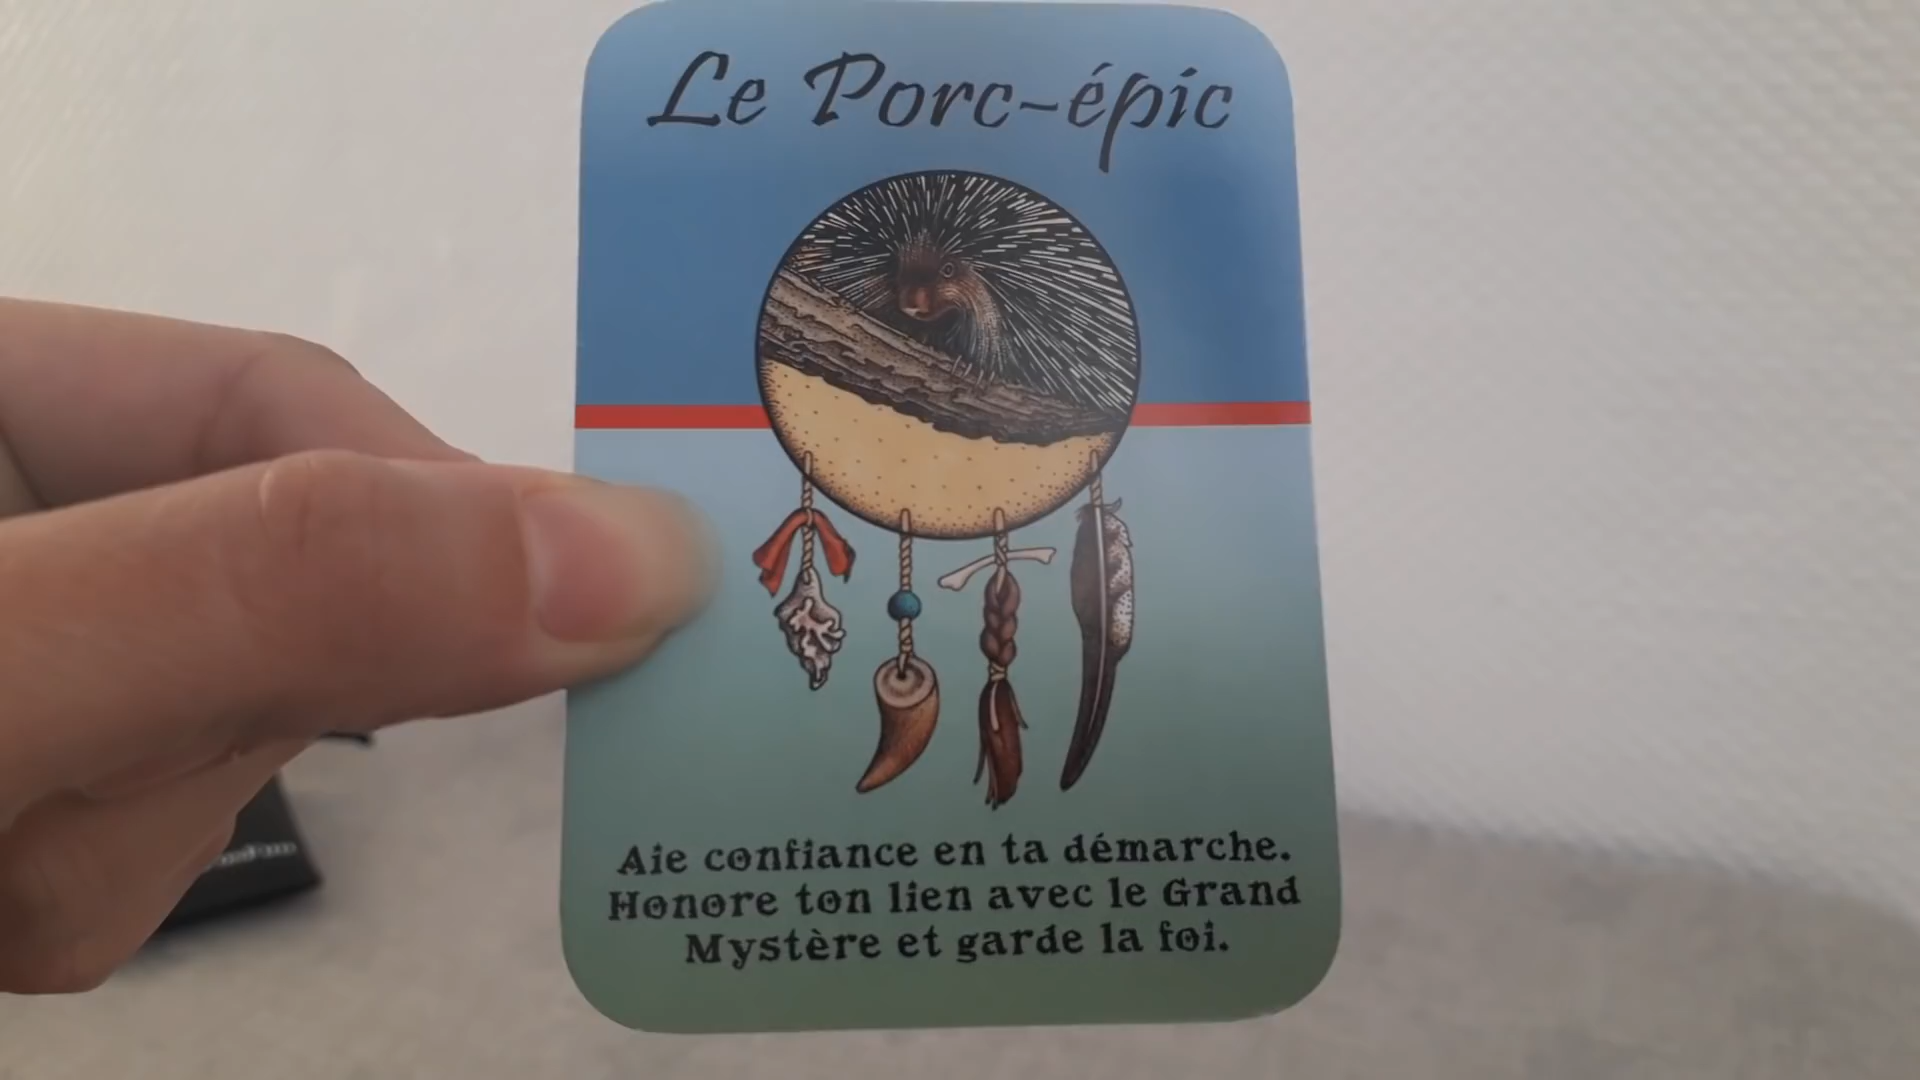 Le Porc-épic
Aie confiance en ta démarche.
Honore ton lien avec le Grand
Mystère et garde la foi.